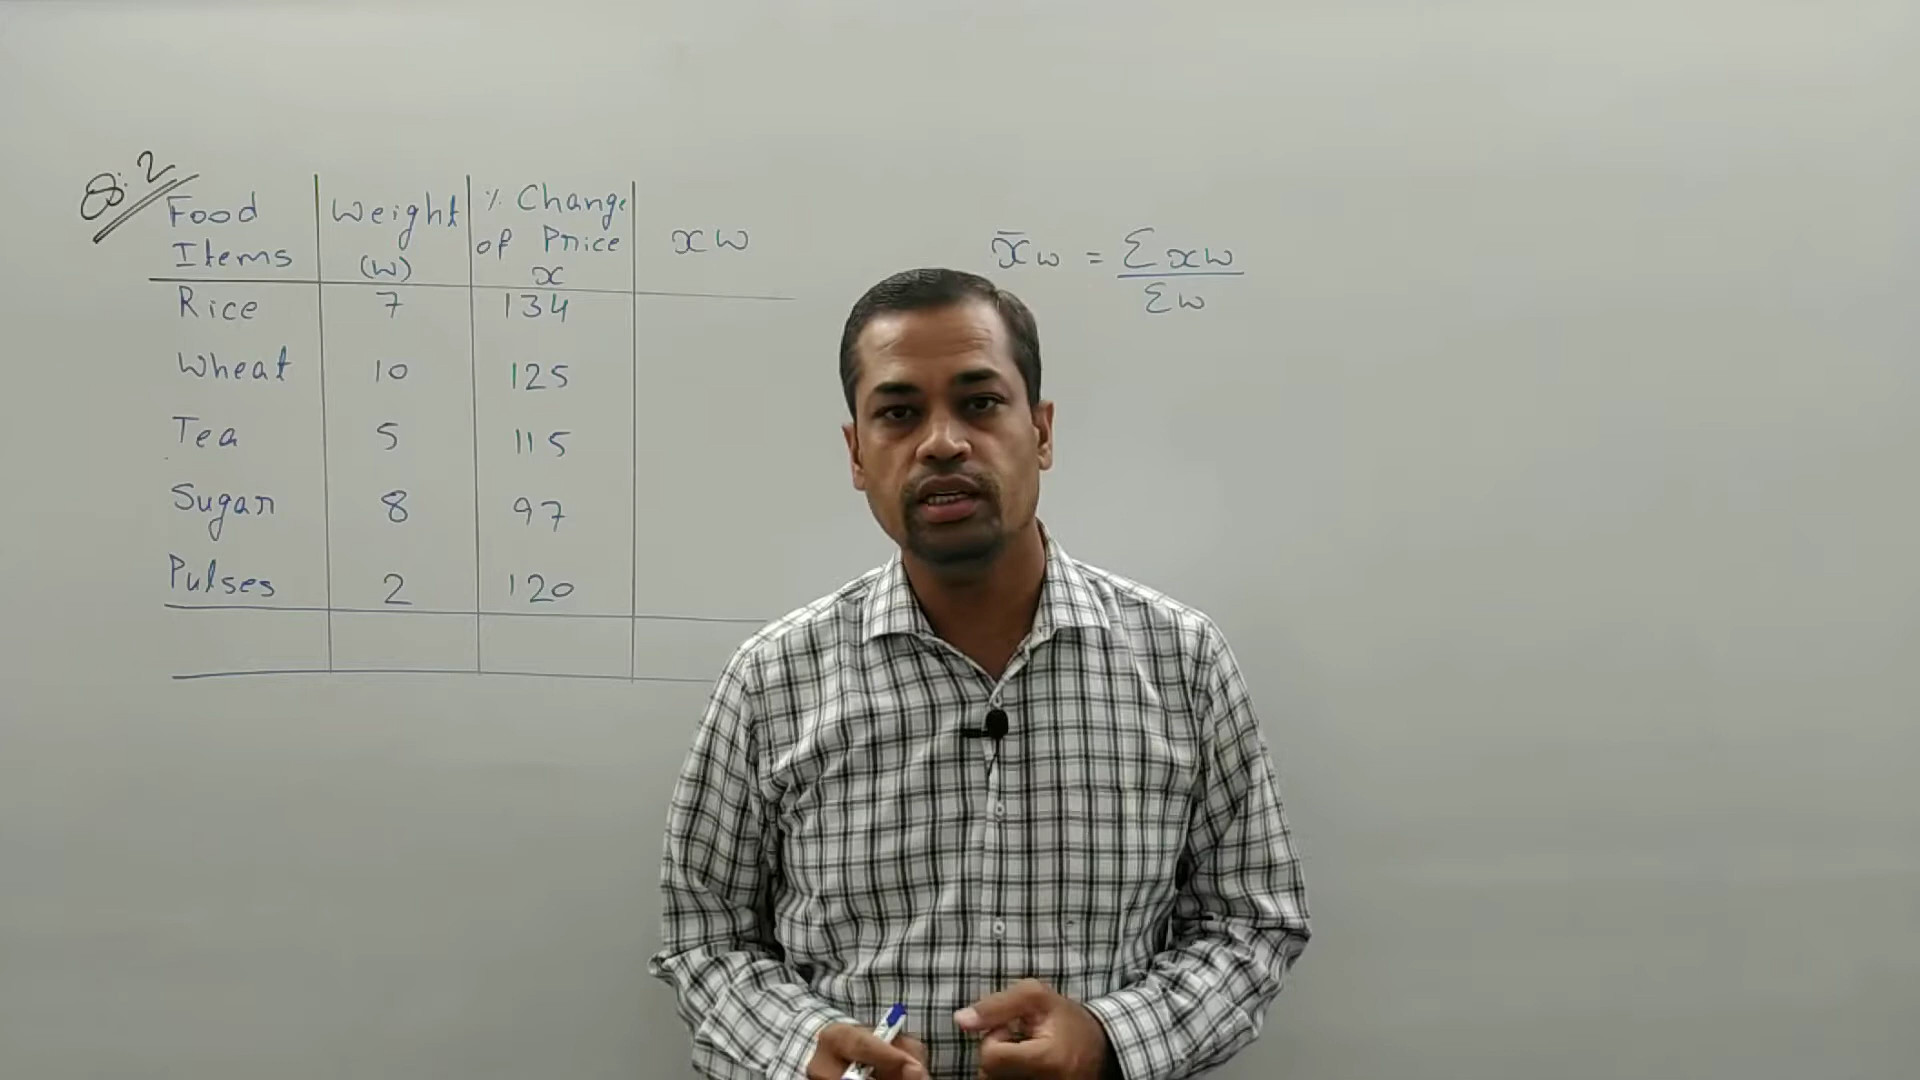 Q:2
Food Items | Weight (w) | % Change of Price x | xw
Rice | 7 | 134
Wheat | 10 | 125
Tea | 5 | 115
Sugar | 8 | 97
Pulses | 2 | 120
x̄w = Σxw / Σw